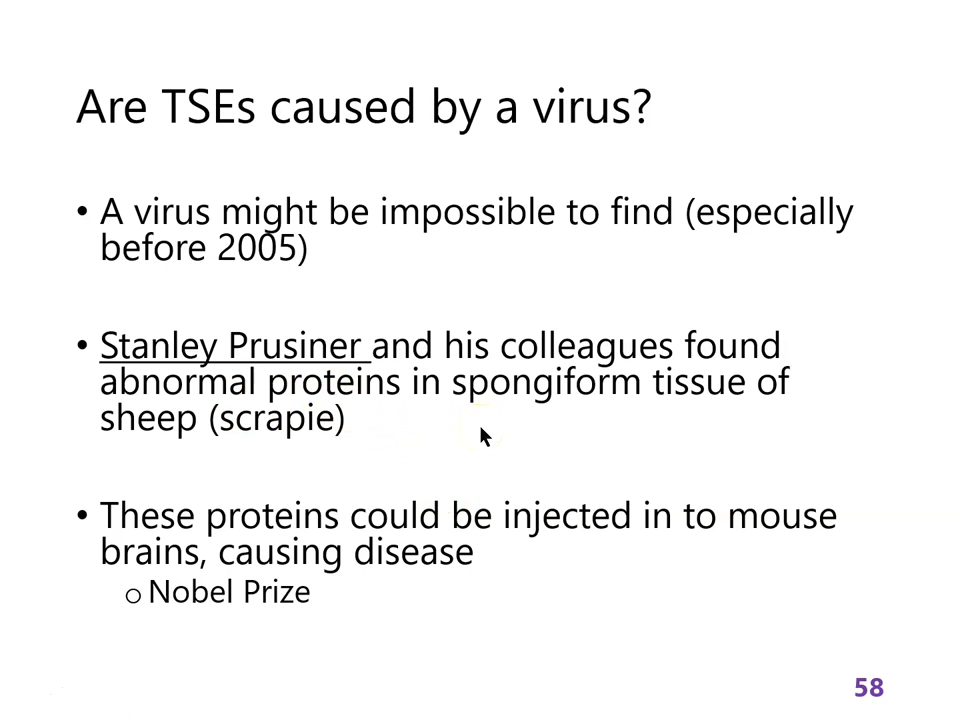 Are TSEs caused by a virus?
• A virus might be impossible to find (especially
before 2005)
• Stanley Prusiner and his colleagues found
abnormal proteins in spongiform tissue of
sheep (scrapie)
• These proteins could be injected in to mouse
brains, causing disease
o Nobel Prize
58